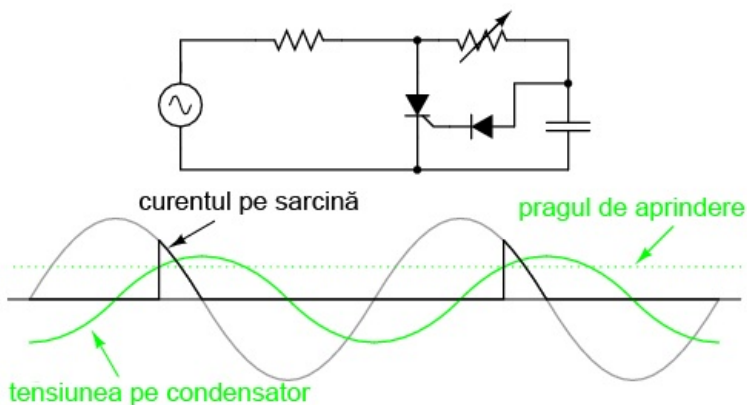 curentul pe sarcină
pragul de aprindere
tensiunea pe condensator